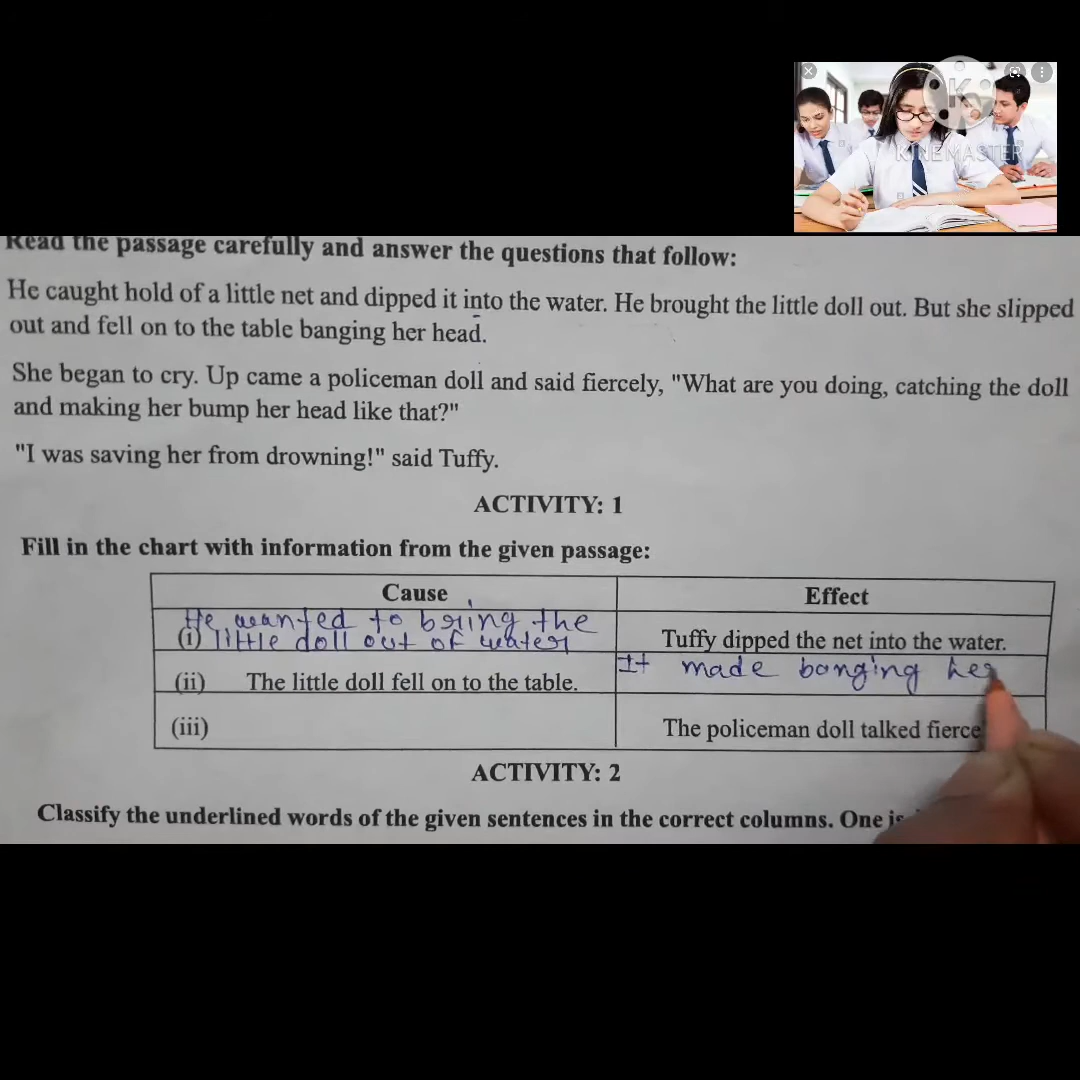 KINEMASTER
Read the passage carefully and answer the questions that follow:
He caught hold of a little net and dipped it into the water. He brought the little doll out. But she slipped
out and fell on to the table banging her head.
She began to cry. Up came a policeman doll and said fiercely, "What are you doing, catching the doll
and making her bump her head like that?"
"I was saving her from drowning!" said Tuffy.
ACTIVITY: 1
Fill in the chart with information from the given passage:
Cause Effect
He wanted to bring the
(i) little doll out of water Tuffy dipped the net into the water.
It made banging her
(ii) The little doll fell on to the table.
(iii) The policeman doll talked fierce
ACTIVITY: 2
Classify the underlined words of the given sentences in the correct columns. One is